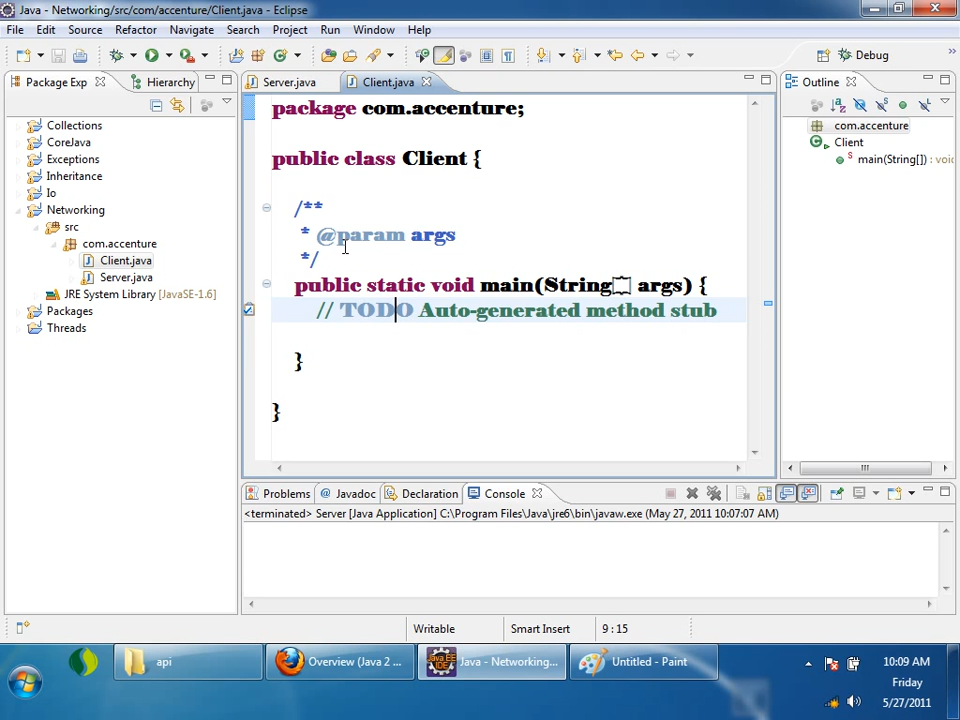 Java - Networking/src/com/accenture/Client.java - Eclipse
File Edit Source Refactor Navigate Search Project Run Window Help
Debug
Package Exp Hierarchy
Server.java Client.java
Outline
Collections
CoreJava
Exceptions
Inheritance
Io
Networking
src
com.accenture
Client.java
Server.java
JRE System Library [JavaSE-1.6]
Packages
Threads
package com.accenture;
public class Client {
/**
* @param args
*/
public static void main(String[] args) {
// TODO Auto-generated method stub
}
}
com.accenture
Client
main(String[]) : voic
Problems @ Javadoc Declaration Console
<terminated> Server [Java Application] C:\Program Files\Java\jre6\bin\javaw.exe (May 27, 2011 10:07:07 AM)
Writable Smart Insert 9 : 15
api
Overview (Java 2 ...
Java - Networking...
Untitled - Paint
10:09 AM
Friday
5/27/2011